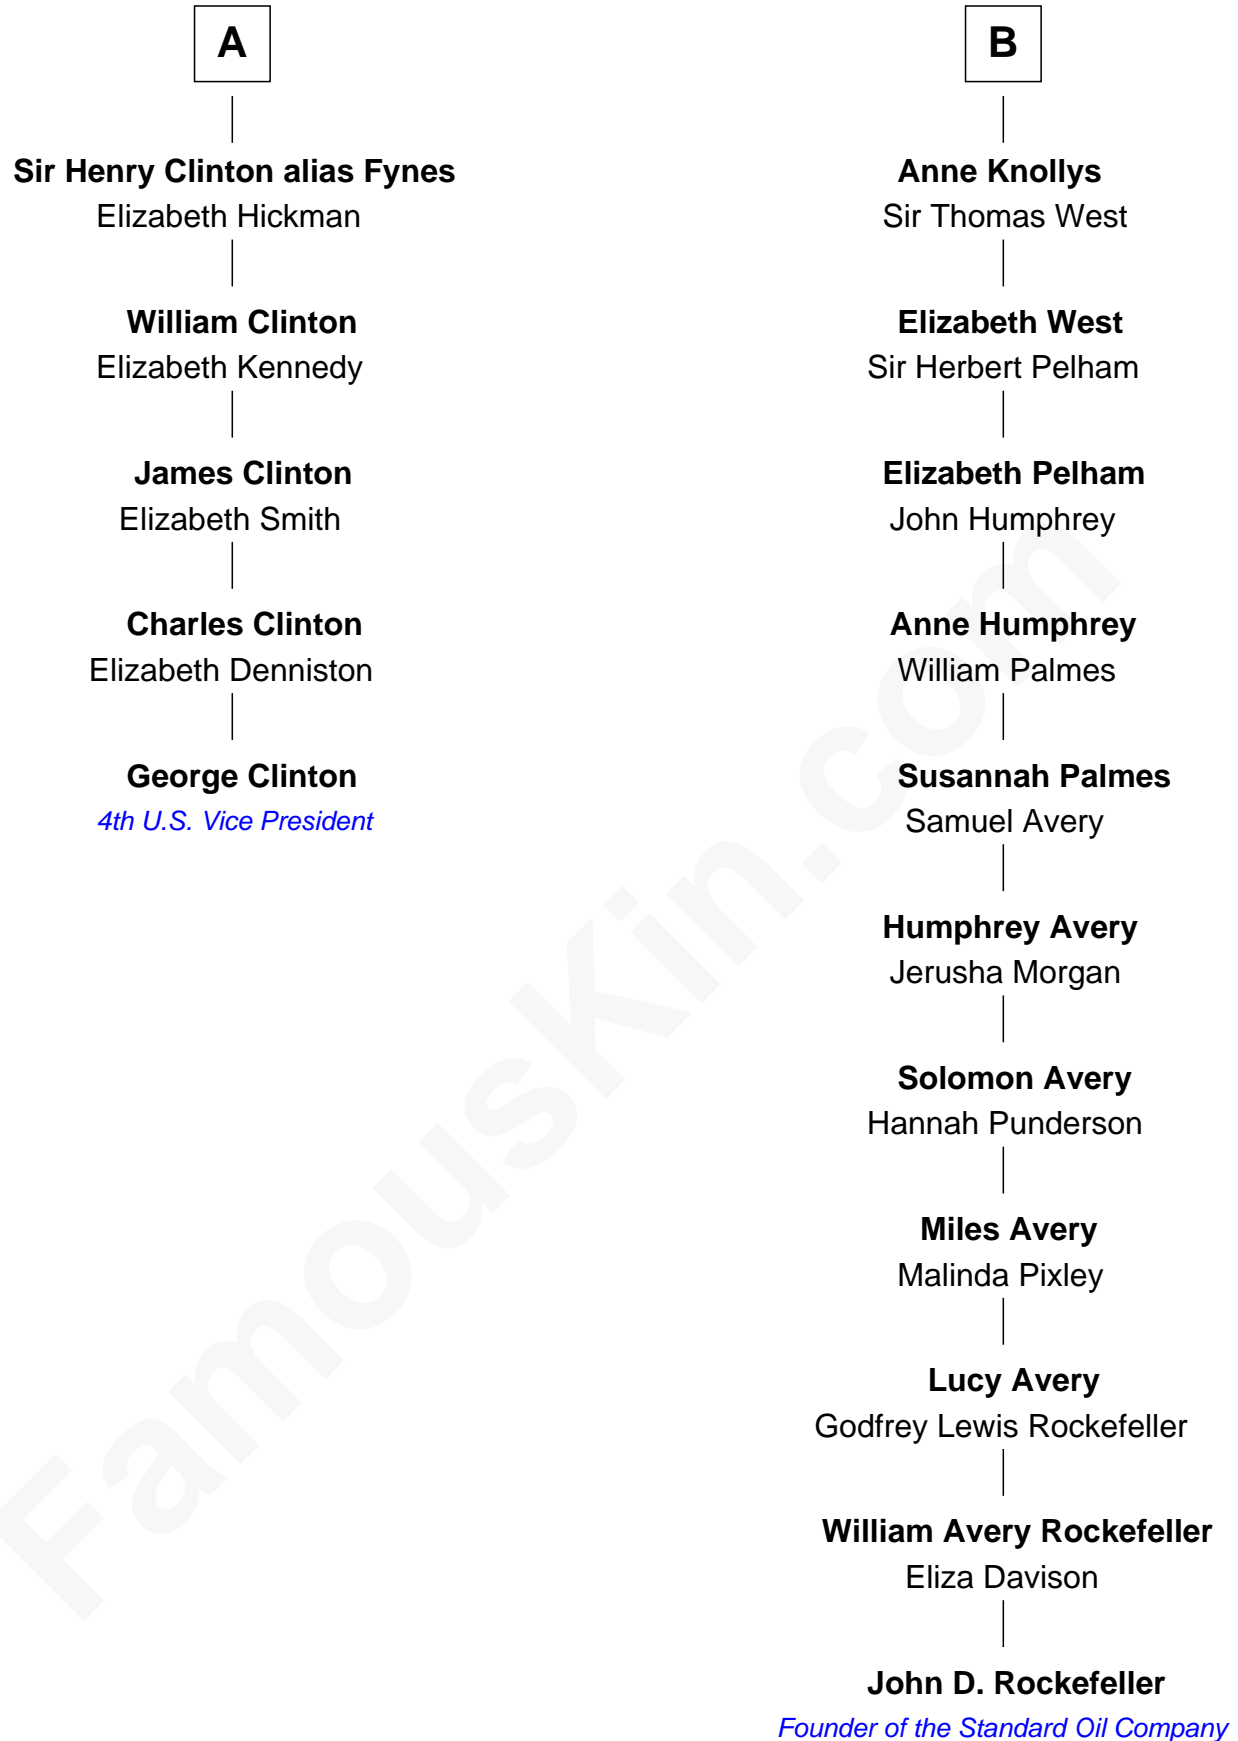 A
Sir Henry Clinton alias Fynes
Elizabeth Hickman
William Clinton
Elizabeth Kennedy
James Clinton
Elizabeth Smith
Charles Clinton
Elizabeth Denniston
George Clinton
4th U.S. Vice President
B
Anne Knollys
Sir Thomas West
Elizabeth West
Sir Herbert Pelham
Elizabeth Pelham
John Humphrey
Anne Humphrey
William Palmes
Susannah Palmes
Samuel Avery
Humphrey Avery
Jerusha Morgan
Solomon Avery
Hannah Punderson
Miles Avery
Malinda Pixley
Lucy Avery
Godfrey Lewis Rockefeller
William Avery Rockefeller
Eliza Davison
John D. Rockefeller
Founder of the Standard Oil Company
FamousKin.com